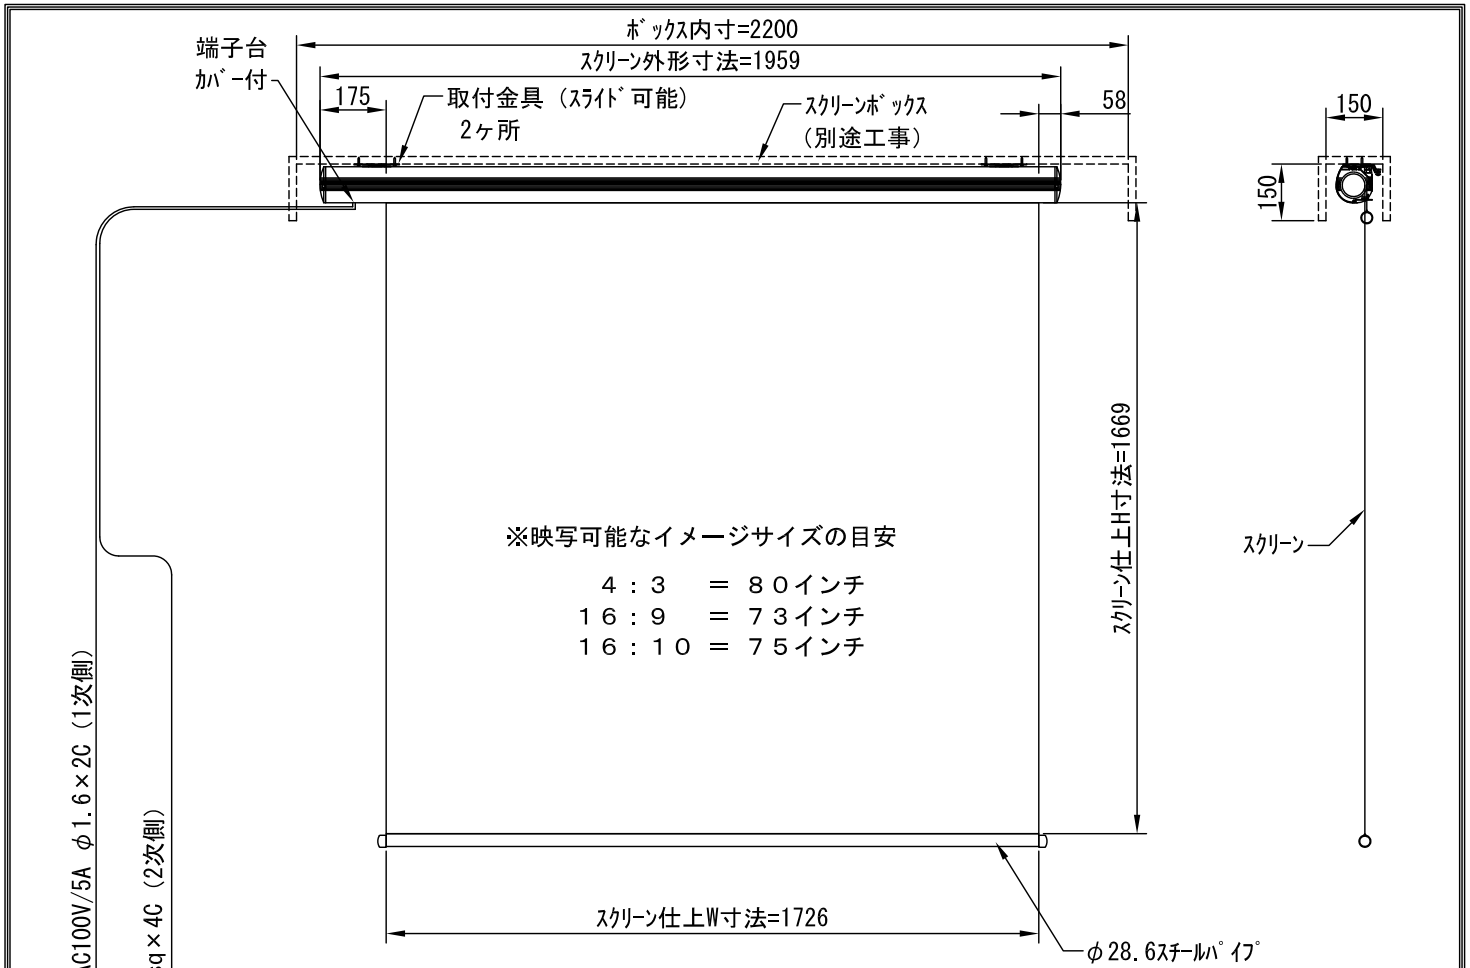 ボックス内寸=2200
スクリーン外形寸法=1959
端子台
カバー付
175
取付金具（スライド可能）
2ヶ所
スクリーンボックス
（別途工事）
58
150
150
スクリーン仕上H寸法=1669
※映写可能なイメージサイズの目安
４：３　＝ ８０インチ
１６：９　＝ ７３インチ
１６：１０ ＝ ７５インチ
スクリーン
AC100V/5A φ1.6×2C（1次側）
sq×4C（2次側）
スクリーン仕上W寸法=1726
φ28.6スチールパイプ